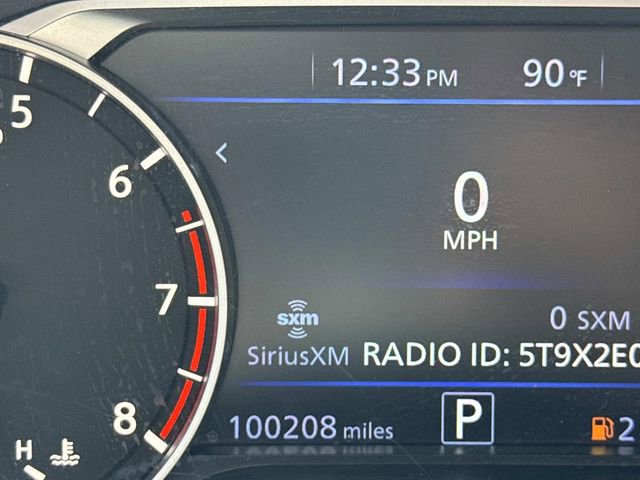 12:33 PM 90 °F
5
6
0
MPH
7
sxm
0 SXM
SiriusXM RADIO ID: 5T9X2E0
8
100208 miles P 2
H